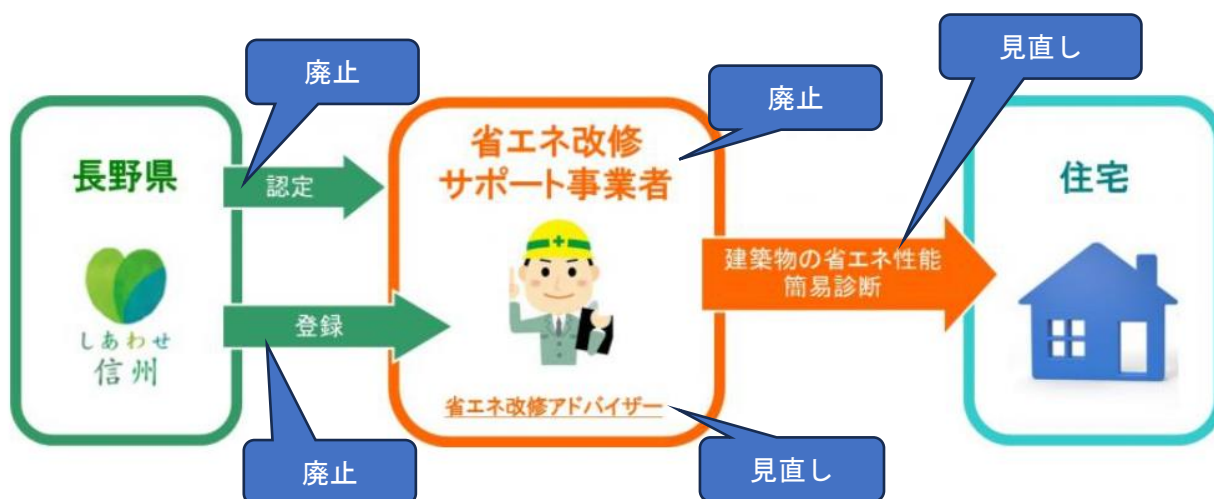 見直し
廃止
廃止
長野県
認定
省エネ改修
サポート事業者
住宅
建築物の省エネ性能
簡易診断
しあわせ
信州
登録
省エネ改修アドバイザー
廃止
見直し